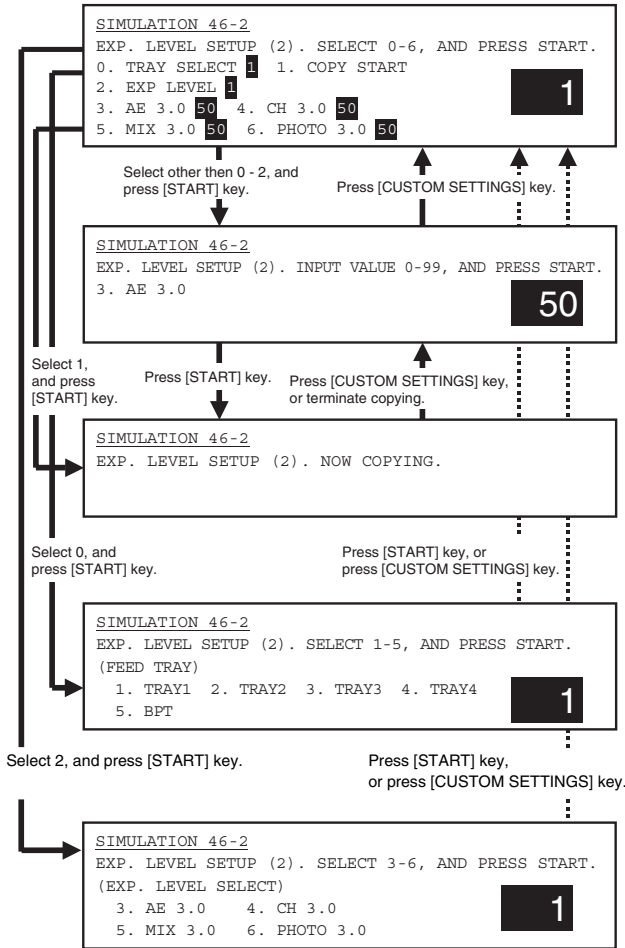 SIMULATION 46-2
EXP. LEVEL SETUP (2). SELECT 0-6, AND PRESS START.
0. TRAY SELECT 1 1. COPY START
2. EXP LEVEL 1
3. AE 3.0 50 4. CH 3.0 50
5. MIX 3.0 50 6. PHOTO 3.0 50
1
Select other then 0 - 2, and
press [START] key.
Press [CUSTOM SETTINGS] key.
SIMULATION 46-2
EXP. LEVEL SETUP (2). INPUT VALUE 0-99, AND PRESS START.
3. AE 3.0
50
Select 1,
and press
[START] key.
Press [START] key.
Press [CUSTOM SETTINGS] key,
or terminate copying.
SIMULATION 46-2
EXP. LEVEL SETUP (2). NOW COPYING.
Select 0, and
press [START] key.
Press [START] key, or
press [CUSTOM SETTINGS] key.
SIMULATION 46-2
EXP. LEVEL SETUP (2). SELECT 1-5, AND PRESS START.
(FEED TRAY)
1. TRAY1 2. TRAY2 3. TRAY3 4. TRAY4
5. BPT
1
Select 2, and press [START] key.
Press [START] key,
or press [CUSTOM SETTINGS] key.
SIMULATION 46-2
EXP. LEVEL SETUP (2). SELECT 3-6, AND PRESS START.
(EXP. LEVEL SELECT)
3. AE 3.0 4. CH 3.0
5. MIX 3.0 6. PHOTO 3.0
1